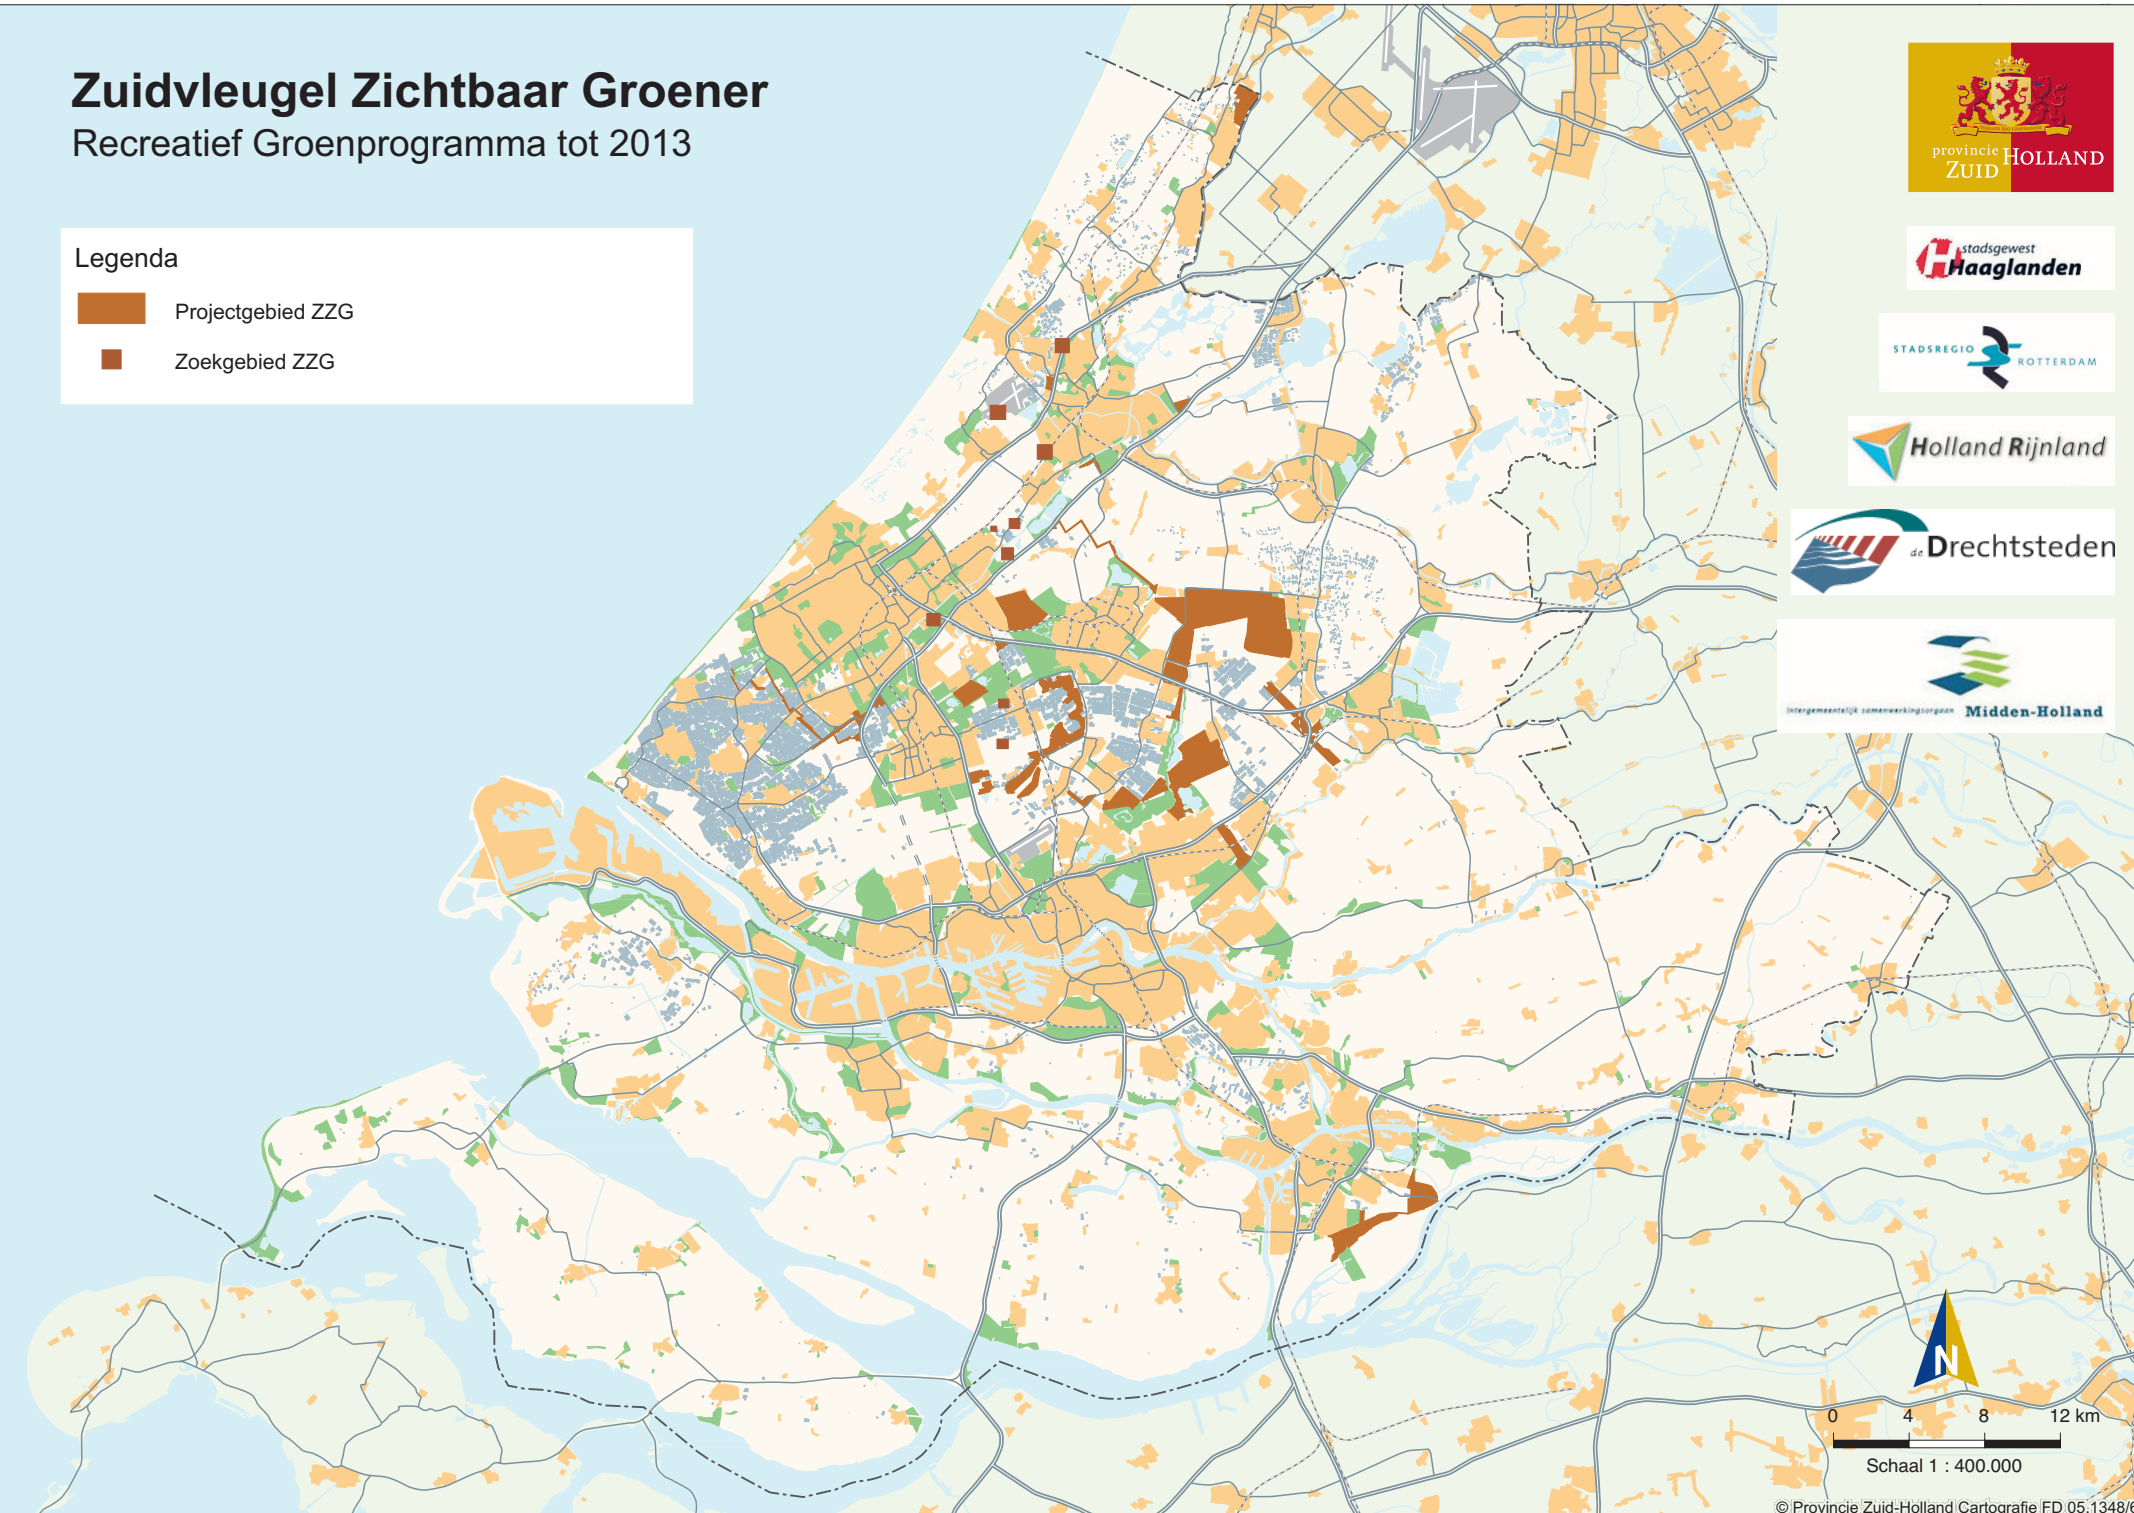 Zuidvleugel Zichtbaar Groener
Recreatief Groenprogramma tot 2013
Legenda
Projectgebied ZZG
Zoekgebied ZZG
provincie HOLLAND
ZUID
stadsgewest
Haaglanden
STADSREGIO ROTTERDAM
Holland Rijnland
de Drechtsteden
Intergemeentelijk samenwerkingsorgaan Midden-Holland
N
0 4 8 12 km
Schaal 1 : 400.000
© Provincie Zuid-Holland Cartografie FD 05.1348/6